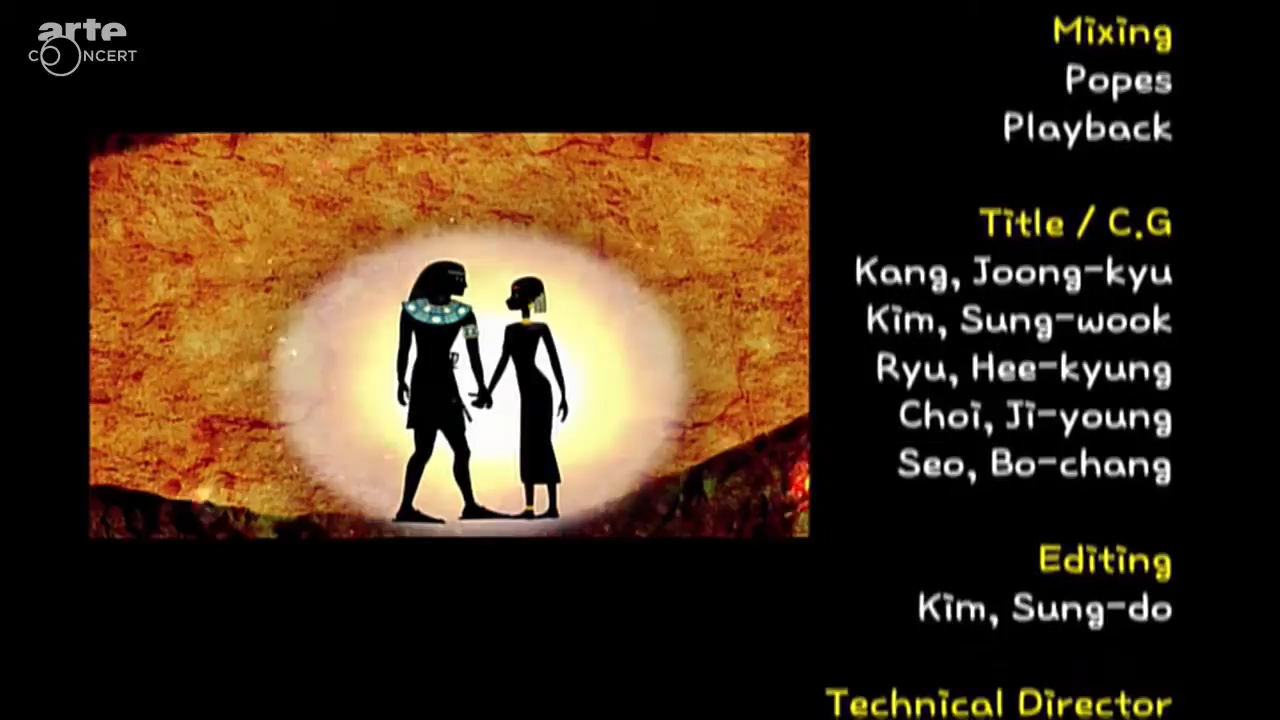 arte
CONCERT
Mixing
Popes
Playback
Title / C.G
Kang, Joong-kyu
Kim, Sung-wook
Ryu, Hee-kyung
Choi, Ji-young
Seo, Bo-chang
Editing
Kim, Sung-do
Technical Director